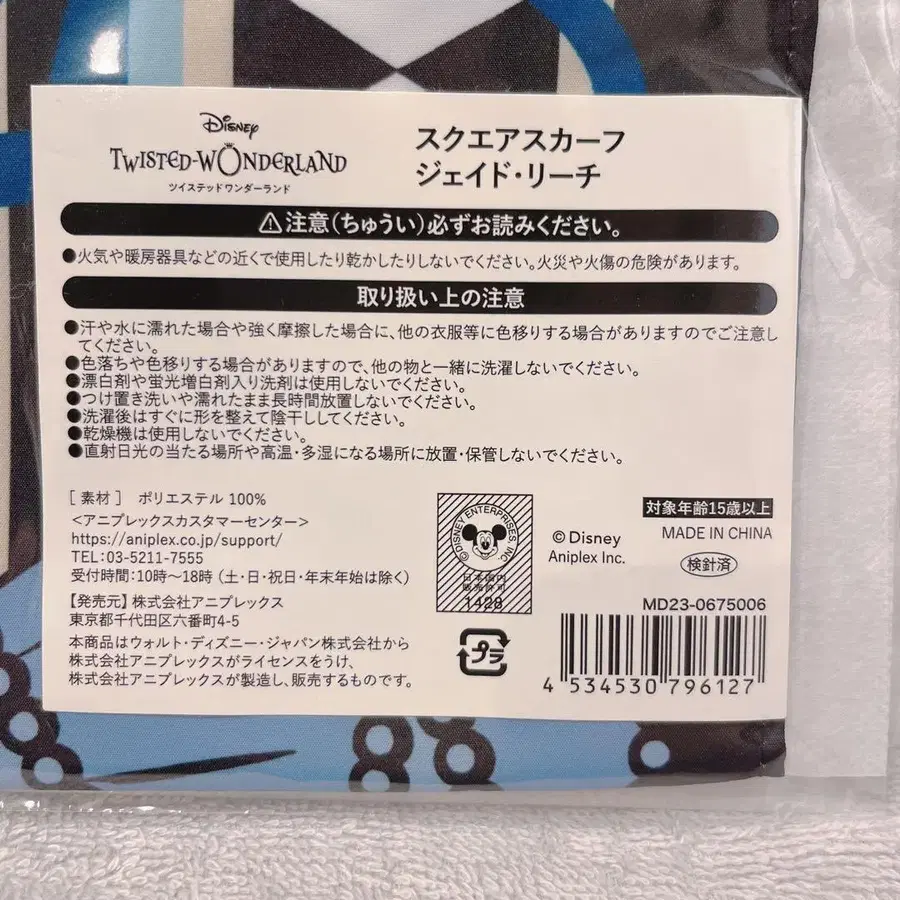 Disney
TWISTED-WONDERLAND
ツイステッドワンダーランド
スクエアスカーフ
ジェイド・リーチ
⚠注意(ちゅうい)必ずお読みください。
●火気や暖房器具などの近くで使用したり乾かしたりしないでください。火災や火傷の危険があります。
取り扱い上の注意
●汗や水に濡れた場合や強く摩擦した場合に、他の衣服等に色移りする場合がありますのでご注意し
てください。
●色落ちや色移りする場合がありますので、他の物と一緒に洗濯しないでください。
●漂白剤や蛍光増白剤入り洗剤は使用しないでください。
●つけ置き洗いや濡れたまま長時間放置しないでください。
●洗濯後はすぐに形を整えて陰干ししてください。
●乾燥機は使用しないでください。
●直射日光の当たる場所や高温・多湿になる場所に放置・保管しないでください。
[ 素材 ] ポリエステル 100%
<アニプレックスカスタマーセンター>
https://aniplex.co.jp/support/
TEL:03-5211-7555
受付時間:10時~18時 (土・日・祝日・年末年始は除く)
【発売元】株式会社アニプレックス
東京都千代田区六番町4-5
本商品はウォルト・ディズニー・ジャパン株式会社から
株式会社アニプレックスがライセンスをうけ、
株式会社アニプレックスが製造し、販売するものです。
©DISNEY ENTERPRISES, INC.
日本国内
販売許可
1428
プラ
©Disney
Aniplex Inc.
対象年齢15歳以上
MADE IN CHINA
検針済
MD23-0675006
4 534530 796127